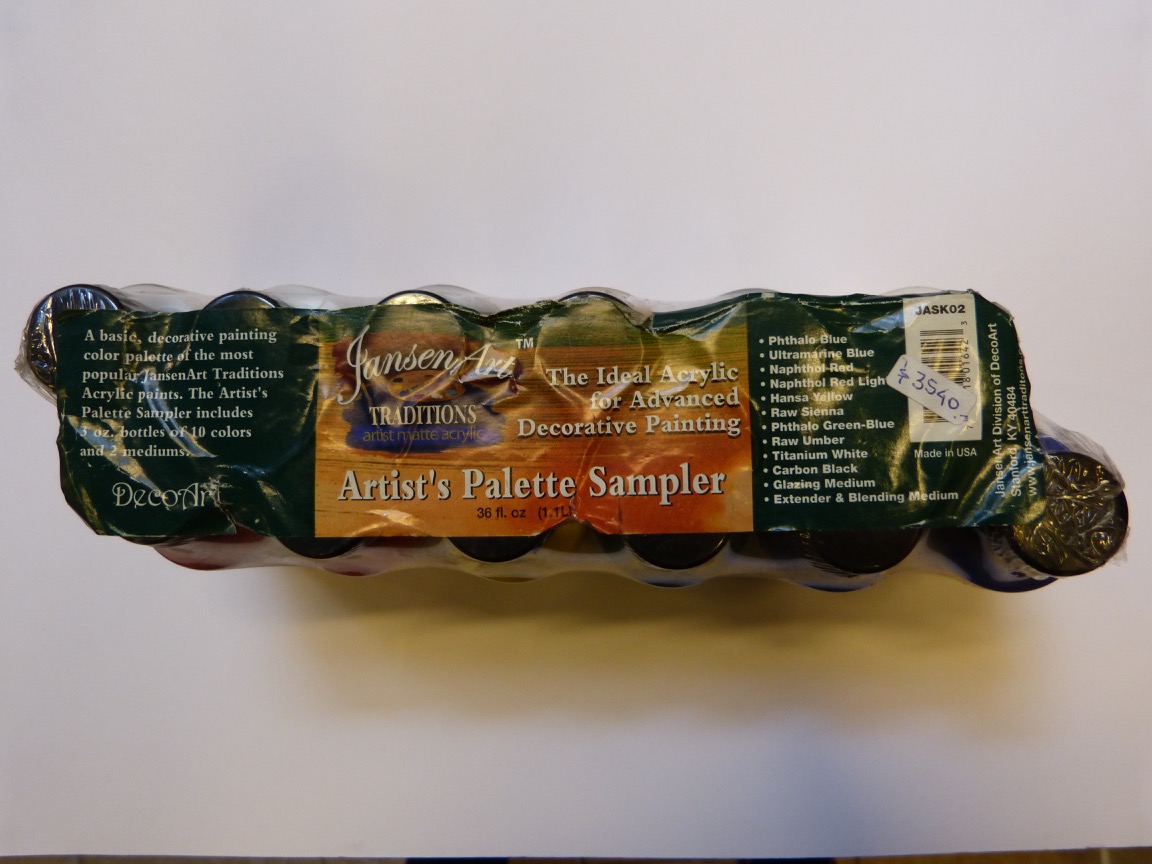 A basic, decorative painting
color palette of the most
popular JansenArt Traditions
Acrylic paints. The Artist's
Palette Sampler includes
3 oz. bottles of 10 colors
and 2 mediums.
DecoArt
JansenArt™
TRADITIONS
artist matte acrylic
The Ideal Acrylic
for Advanced
Decorative Painting
Artist's Palette Sampler
36 fl. oz (1.1L)
• Phthalo Blue
• Ultramarine Blue
• Naphthol Red
• Naphthol Red Light
• Hansa Yellow
• Raw Sienna
• Phthalo Green-Blue
• Raw Umber
• Titanium White
• Carbon Black
• Glazing Medium
• Extender & Blending Medium
JASK02
3540
Made in USA
JansenArt Division of DecoArt
Stanford, KY 40484